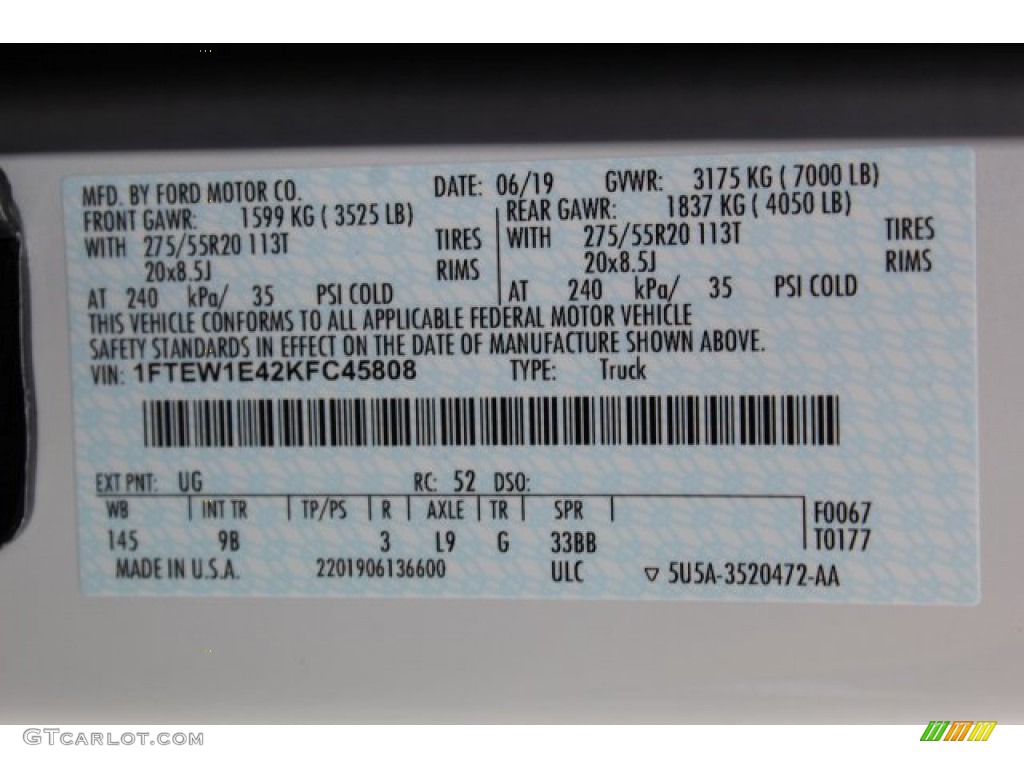 MFD. BY FORD MOTOR CO. DATE: 06/19 GVWR: 3175 KG ( 7000 LB)
FRONT GAWR: 1599 KG ( 3525 LB) REAR GAWR: 1837 KG ( 4050 LB)
WITH 275/55R20 113T TIRES WITH 275/55R20 113T TIRES
20x8.5J RIMS 20x8.5J RIMS
AT 240 kPa/ 35 PSI COLD AT 240 kPa/ 35 PSI COLD
THIS VEHICLE CONFORMS TO ALL APPLICABLE FEDERAL MOTOR VEHICLE
SAFETY STANDARDS IN EFFECT ON THE DATE OF MANUFACTURE SHOWN ABOVE.
VIN: 1FTEW1E42KFC45808 TYPE: Truck
EXT PNT: UG RC: 52 DSO:
WB INT TR TP/PS R AXLE TR SPR F0067
145 9B 3 L9 G 33BB T0177
MADE IN U.S.A. 2201906136600 ULC ▽ 5U5A-3520472-AA
GTCARLOT.COM